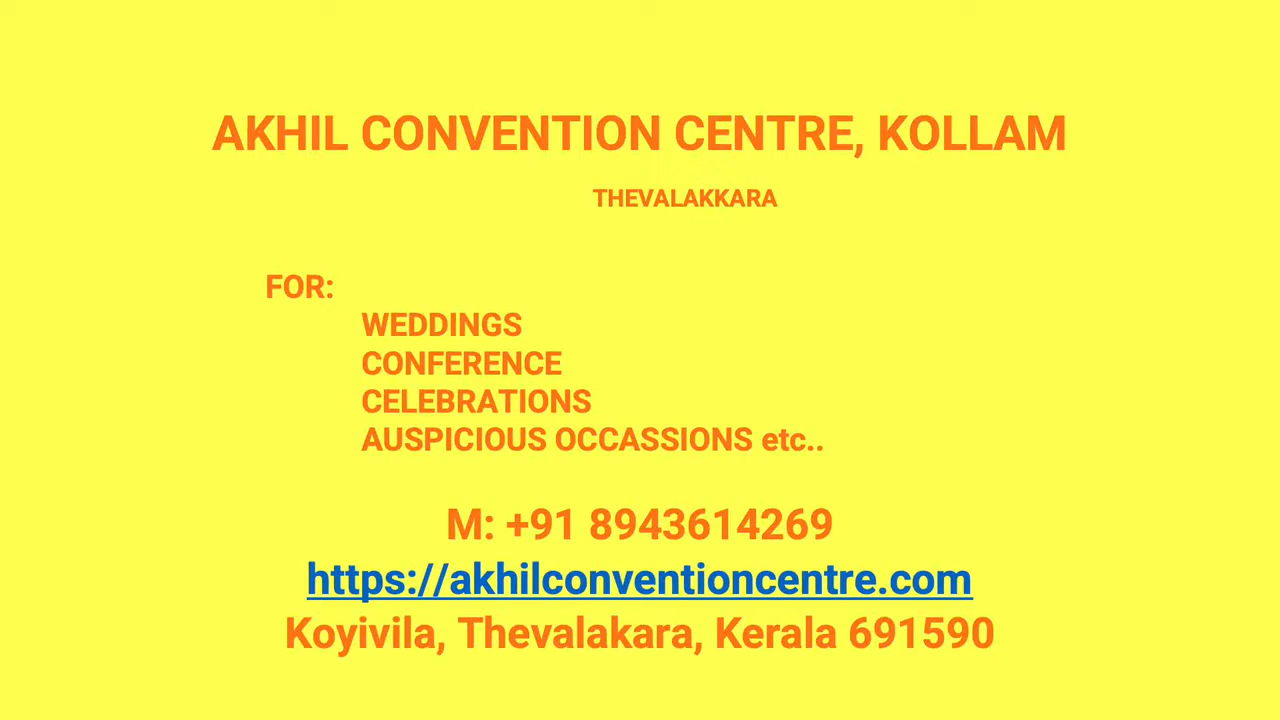 AKHIL CONVENTION CENTRE, KOLLAM
THEVALAKKARA
FOR:
WEDDINGS
CONFERENCE
CELEBRATIONS
AUSPICIOUS OCCASSIONS etc..
M: +91 8943614269
https://akhilconventioncentre.com
Koyivila, Thevalakara, Kerala 691590